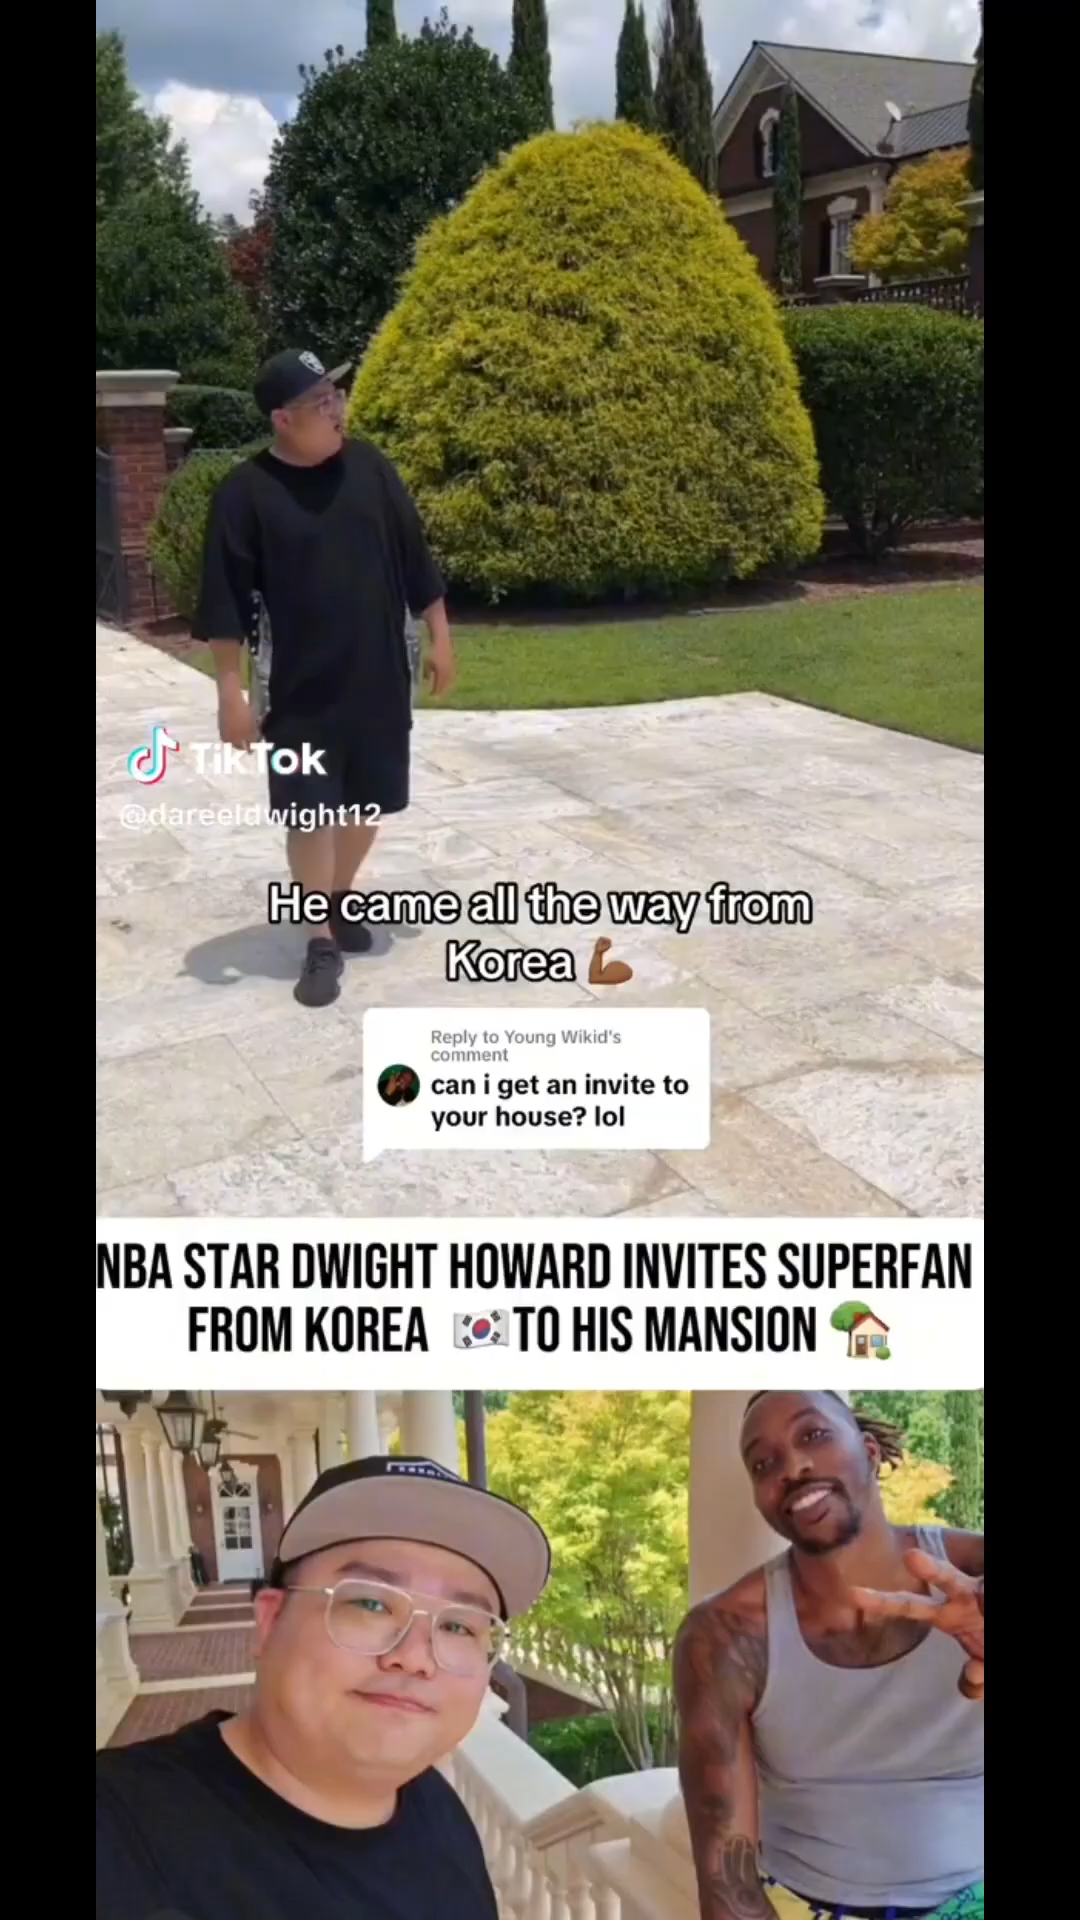 TikTok
@dareeldwight12
He came all the way from
Korea 💪🏾
Reply to Young Wikid's
comment
can i get an invite to
your house? lol
NBA STAR DWIGHT HOWARD INVITES SUPERFAN
FROM KOREA 🇰🇷 TO HIS MANSION 🏡